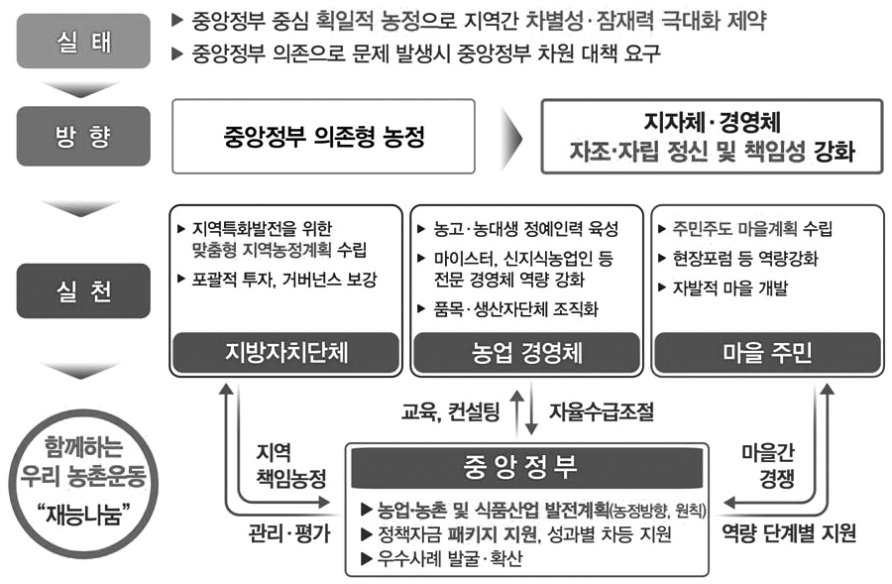 실 태
▶ 중앙정부 중심 획일적 농정으로 지역간 차별성·잠재력 극대화 제약
▶ 중앙정부 의존으로 문제 발생시 중앙정부 차원 대책 요구
방 향
중앙정부 의존형 농정
지자체·경영체
자조·자립 정신 및 책임성 강화
실 천
▶ 지역특화발전을 위한
맞춤형 지역농정계획 수립
▶ 포괄적 투자, 거버넌스 보강
지방자치단체
▶ 농고·농대생 정예인력 육성
▶ 마이스터, 신지식농업인 등
전문 경영체 역량 강화
▶ 품목·생산자단체 조직화
농업 경영체
▶ 주민주도 마을계획 수립
▶ 현장포럼 등 역량강화
▶ 자발적 마을 개발
마을 주민
함께하는
우리 농촌운동
“재능나눔”
지역
책임농정
관리·평가
교육, 컨설팅
자율수급조절
마을간
경쟁
역량 단계별 지원
중앙정부
▶ 농업·농촌 및 식품산업 발전계획(농정방향, 원칙)
▶ 정책자금 패키지 지원, 성과별 차등 지원
▶ 우수사례 발굴·확산